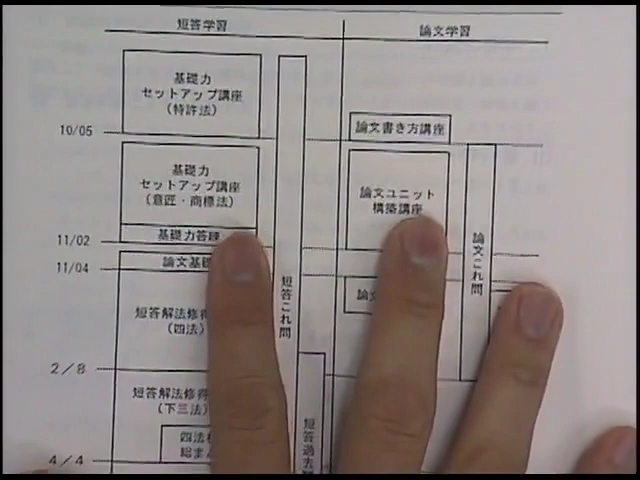 短答学習
論文学習
基礎力
セットアップ講座
（特許法）
10/05
論文書き方講座
基礎力
セットアップ講座
（意匠・商標法）
論文ユニット
構築講座
基礎力答練
11/02
11/04
論文基礎
論文
短答これ問
論文これ問
短答解法修得
（四法）
2／8
短答解法修得
（下三法）
短答過去
四法
総ま
4／4